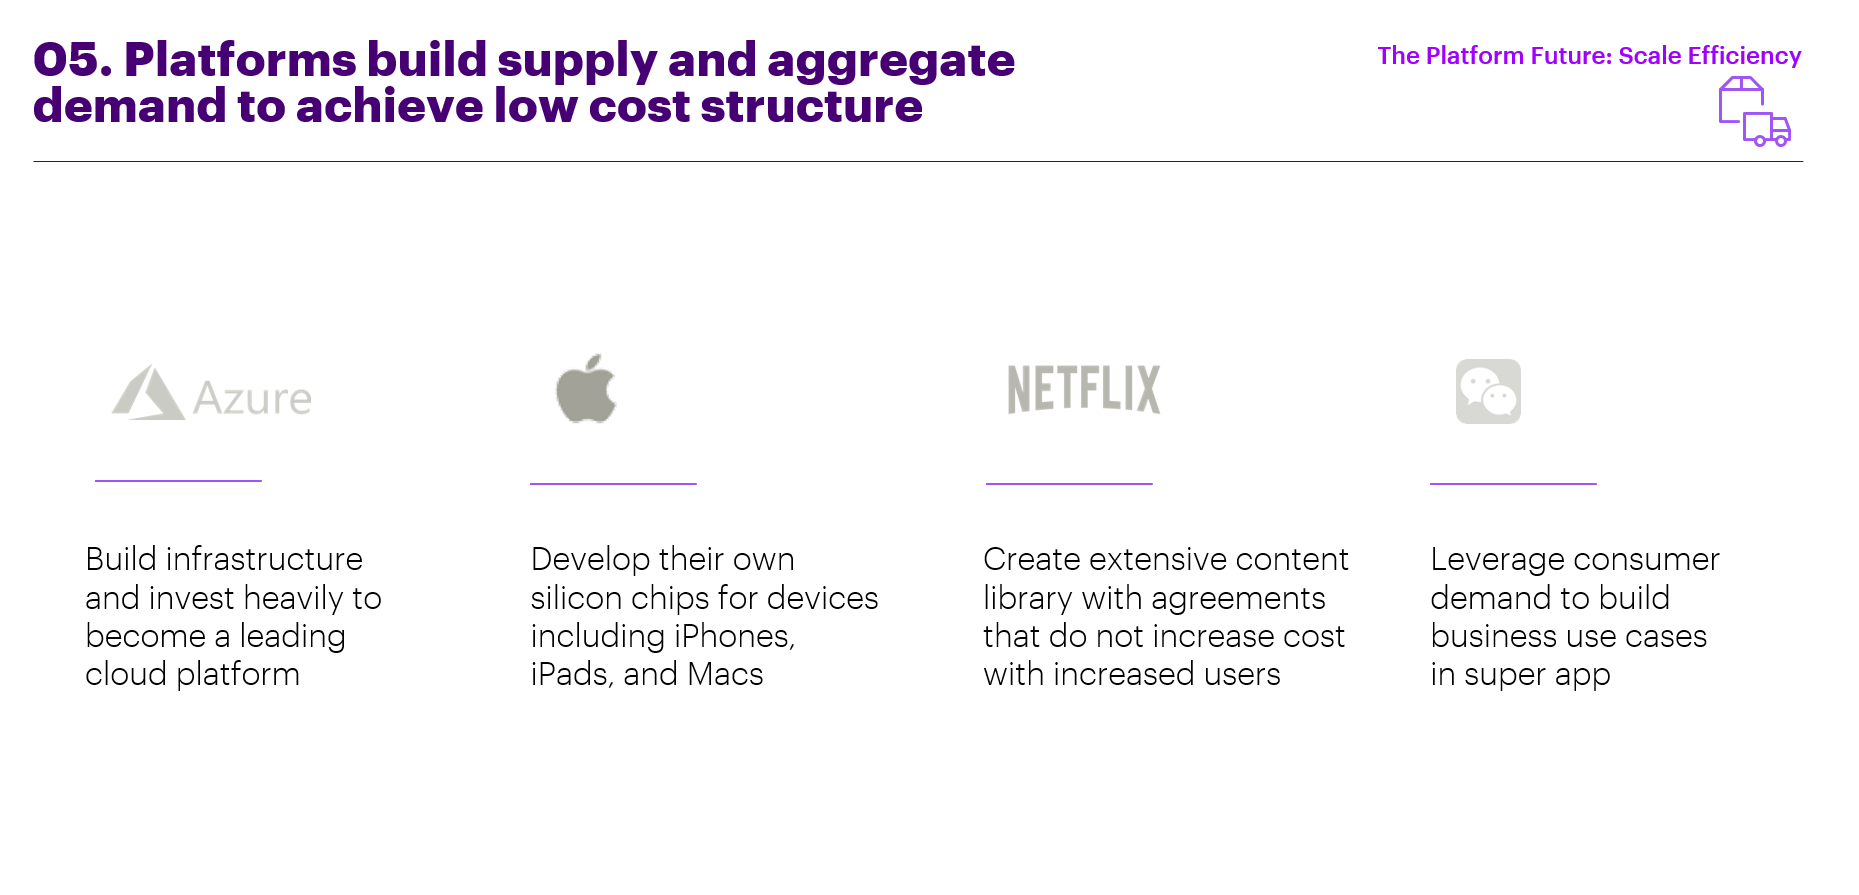 05. Platforms build supply and aggregate
demand to achieve low cost structure
The Platform Future: Scale Efficiency
Azure
NETFLIX
Build infrastructure
and invest heavily to
become a leading
cloud platform
Develop their own
silicon chips for devices
including iPhones,
iPads, and Macs
Create extensive content
library with agreements
that do not increase cost
with increased users
Leverage consumer
demand to build
business use cases
in super app